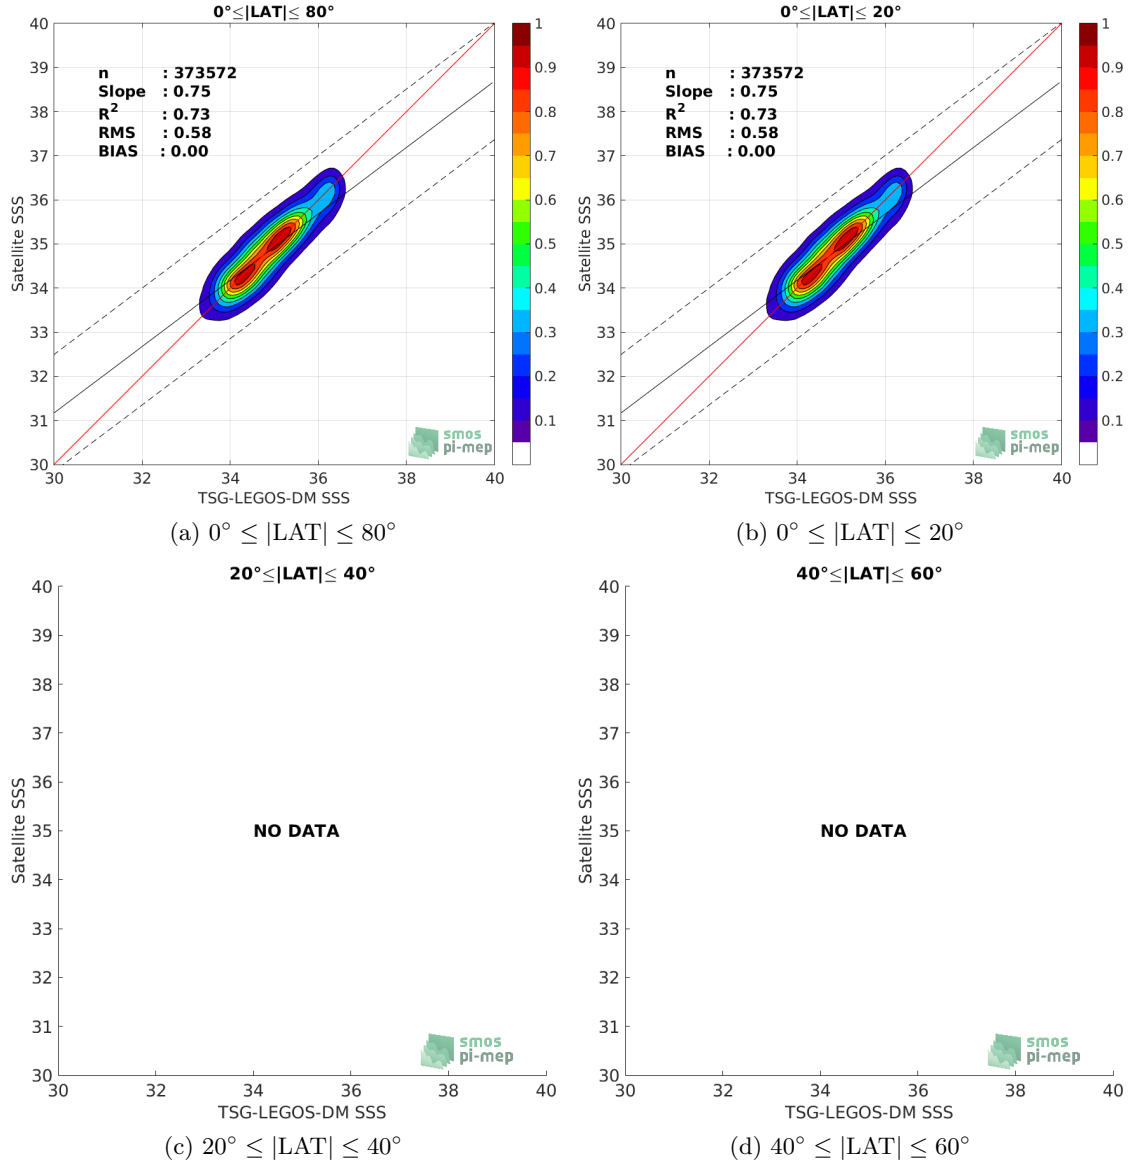 0°≤|LAT|≤ 80°
40
39
38
37
36
35
34
33
32
31
30
n : 373572
Slope : 0.75
R² : 0.73
RMS : 0.58
BIAS : 0.00
Satellite SSS
30 32 34 36 38 40
TSG-LEGOS-DM SSS
smos
pi-mep
1
0.9
0.8
0.7
0.6
0.5
0.4
0.3
0.2
0.1
(a) 0° ≤ |LAT| ≤ 80°
0°≤|LAT|≤ 20°
40
39
38
37
36
35
34
33
32
31
30
n : 373572
Slope : 0.75
R² : 0.73
RMS : 0.58
BIAS : 0.00
Satellite SSS
30 32 34 36 38 40
TSG-LEGOS-DM SSS
smos
pi-mep
1
0.9
0.8
0.7
0.6
0.5
0.4
0.3
0.2
0.1
(b) 0° ≤ |LAT| ≤ 20°
20°≤|LAT|≤ 40°
40
39
38
37
36
35
34
33
32
31
30
Satellite SSS
NO DATA
smos
pi-mep
30 32 34 36 38 40
TSG-LEGOS-DM SSS
(c) 20° ≤ |LAT| ≤ 40°
40°≤|LAT|≤ 60°
40
39
38
37
36
35
34
33
32
31
30
Satellite SSS
NO DATA
smos
pi-mep
30 32 34 36 38 40
TSG-LEGOS-DM SSS
(d) 40° ≤ |LAT| ≤ 60°